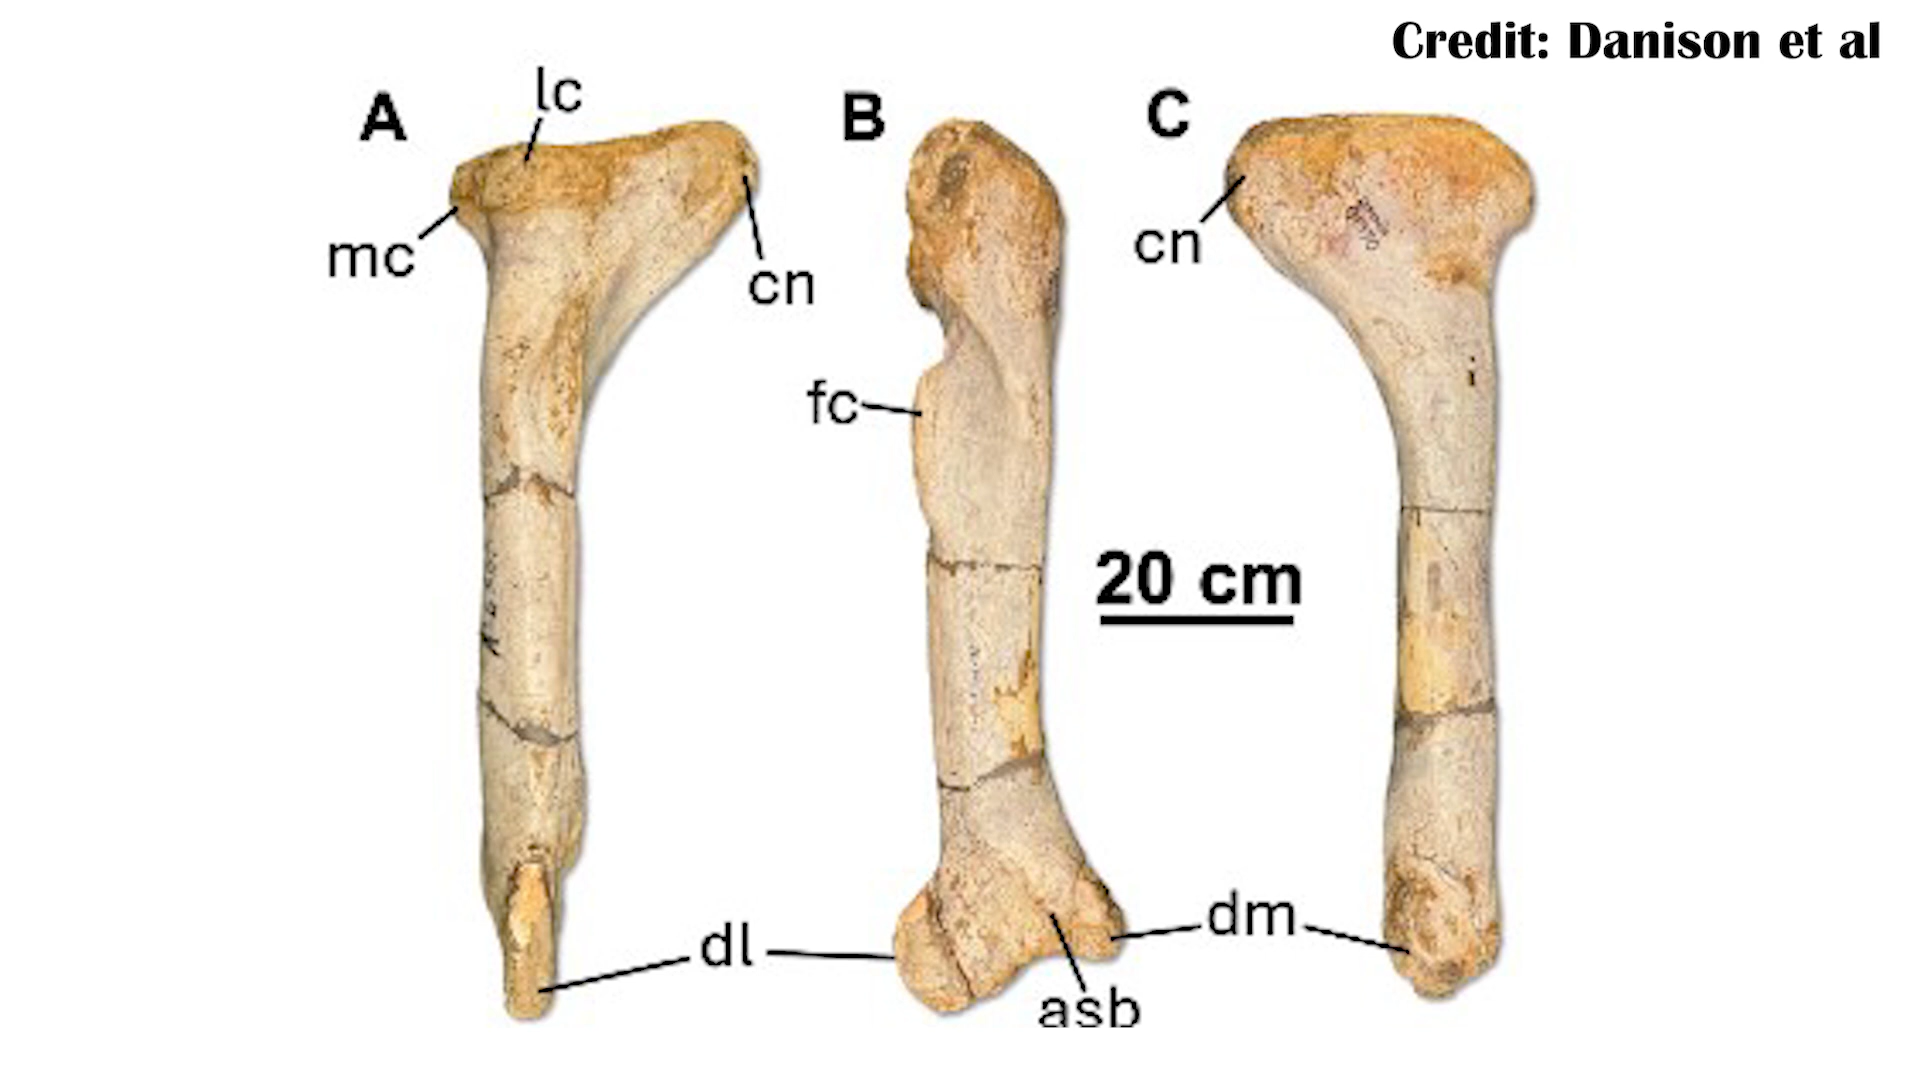 Credit: Danison et al
A
lc
B
C
mc
cn
cn
fc
20 cm
dl
dm
asb